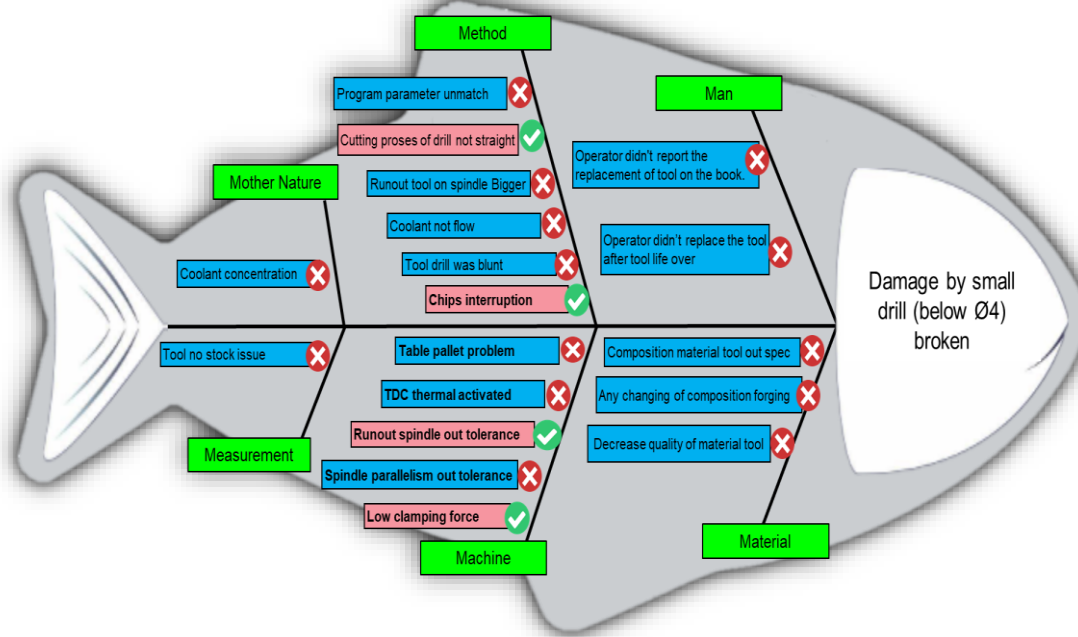 Method
Program parameter unmatch
Cutting proses of drill not straight
Runout tool on spindle Bigger
Coolant not flow
Tool drill was blunt
Chips interruption
Man
Operator didn't report the
replacement of tool on the book.
Operator didn't replace the tool
after tool life over
Mother Nature
Coolant concentration
Damage by small
drill (below Ø4)
broken
Tool no stock issue
Measurement
Table pallet problem
TDC thermal activated
Runout spindle out tolerance
Spindle parallelism out tolerance
Low clamping force
Machine
Composition material tool out spec
Any changing of composition forging
Decrease quality of material tool
Material